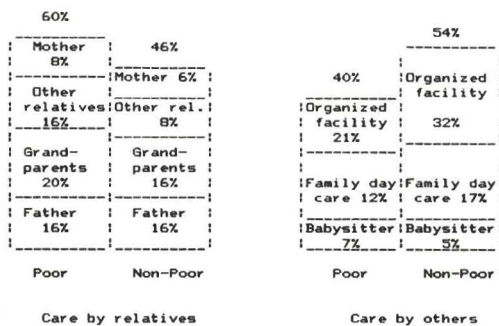 60%
Mother
8%
Other
relatives
16%
Grand-
parents
20%
Father
16%
Poor
46%
Mother 6%
Other rel.
8%
Grand-
parents
16%
Father
16%
Non-Poor
Care by relatives
40%
Organized
facility
21%
Family day
care 12%
Babysitter
7%
Poor
54%
Organized
facility
32%
Family day
care 17%
Babysitter
5%
Non-Poor
Care by others